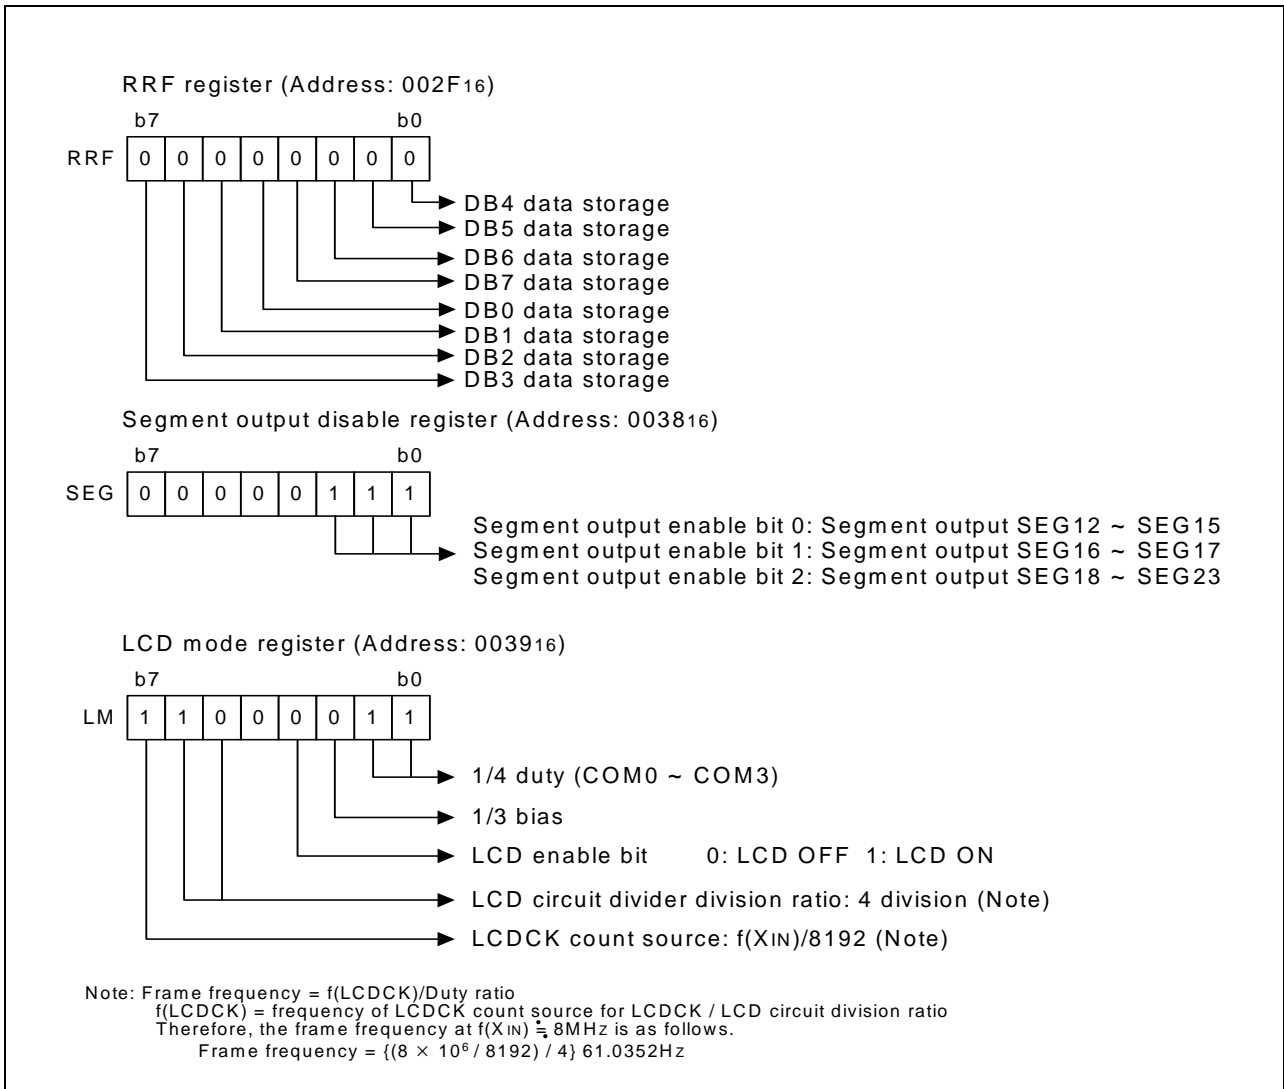 RRF register (Address: 002F16)
b7 b0
RRF 0 0 0 0 0 0 0 0
DB4 data storage
DB5 data storage
DB6 data storage
DB7 data storage
DB0 data storage
DB1 data storage
DB2 data storage
DB3 data storage
Segment output disable register (Address: 003816)
b7 b0
SEG 0 0 0 0 0 1 1 1
Segment output enable bit 0: Segment output SEG12 ~ SEG15
Segment output enable bit 1: Segment output SEG16 ~ SEG17
Segment output enable bit 2: Segment output SEG18 ~ SEG23
LCD mode register (Address: 003916)
b7 b0
LM 1 1 0 0 0 0 1 1
1/4 duty (COM0 ~ COM3)
1/3 bias
LCD enable bit 0: LCD OFF 1: LCD ON
LCD circuit divider division ratio: 4 division (Note)
LCDCK count source: f(XIN)/8192 (Note)
Note: Frame frequency = f(LCDCK)/Duty ratio
f(LCDCK) = frequency of LCDCK count source for LCDCK / LCD circuit division ratio
Therefore, the frame frequency at f(XIN) ≒ 8MHz is as follows.
Frame frequency = {(8 × 10⁶ / 8192) / 4} 61.0352Hz